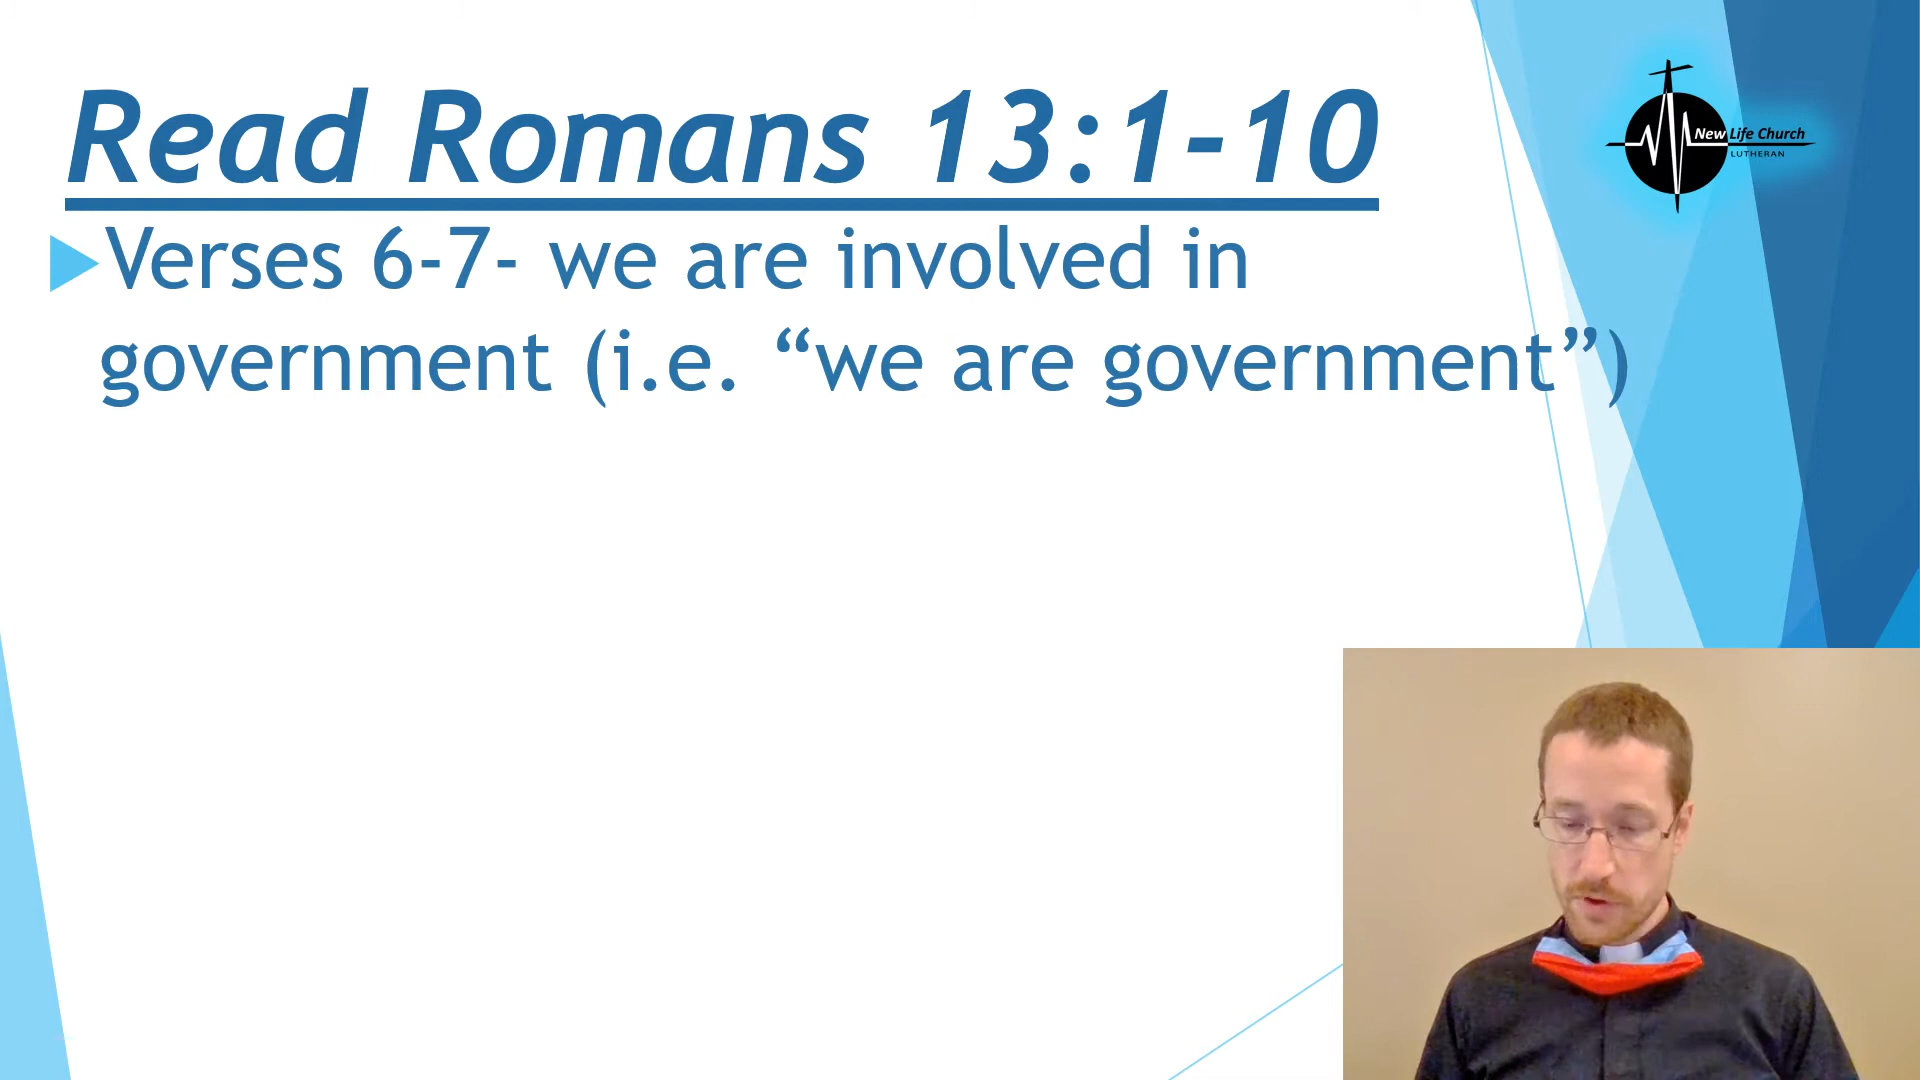 Read Romans 13:1-10
New Life Church
LUTHERAN
Verses 6-7- we are involved in
government (i.e. “we are government”)